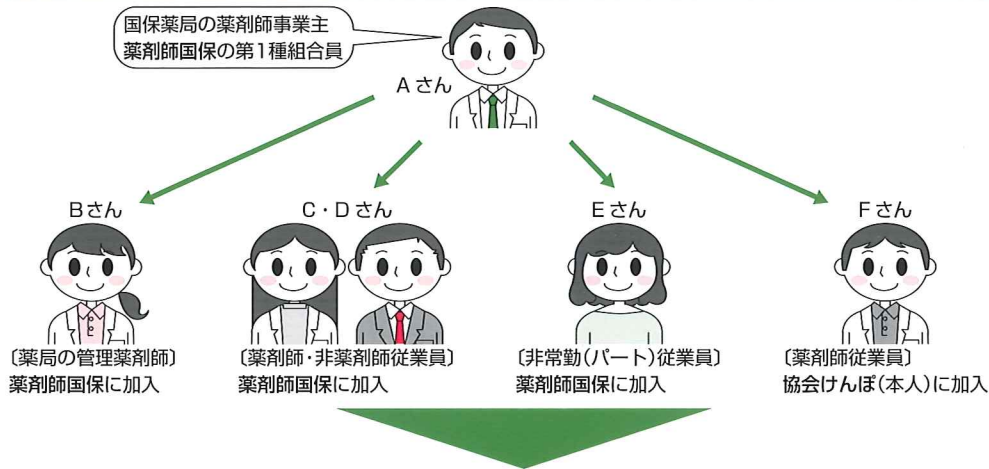 国保薬局の薬剤師事業主
薬剤師国保の第1種組合員
Aさん
Bさん
C・Dさん
Eさん
Fさん
〔薬局の管理薬剤師〕
薬剤師国保に加入
〔薬剤師・非薬剤師従業員〕
薬剤師国保に加入
〔非常勤(パート)従業員〕
薬剤師国保に加入
〔薬剤師従業員〕
協会けんぽ(本人)に加入